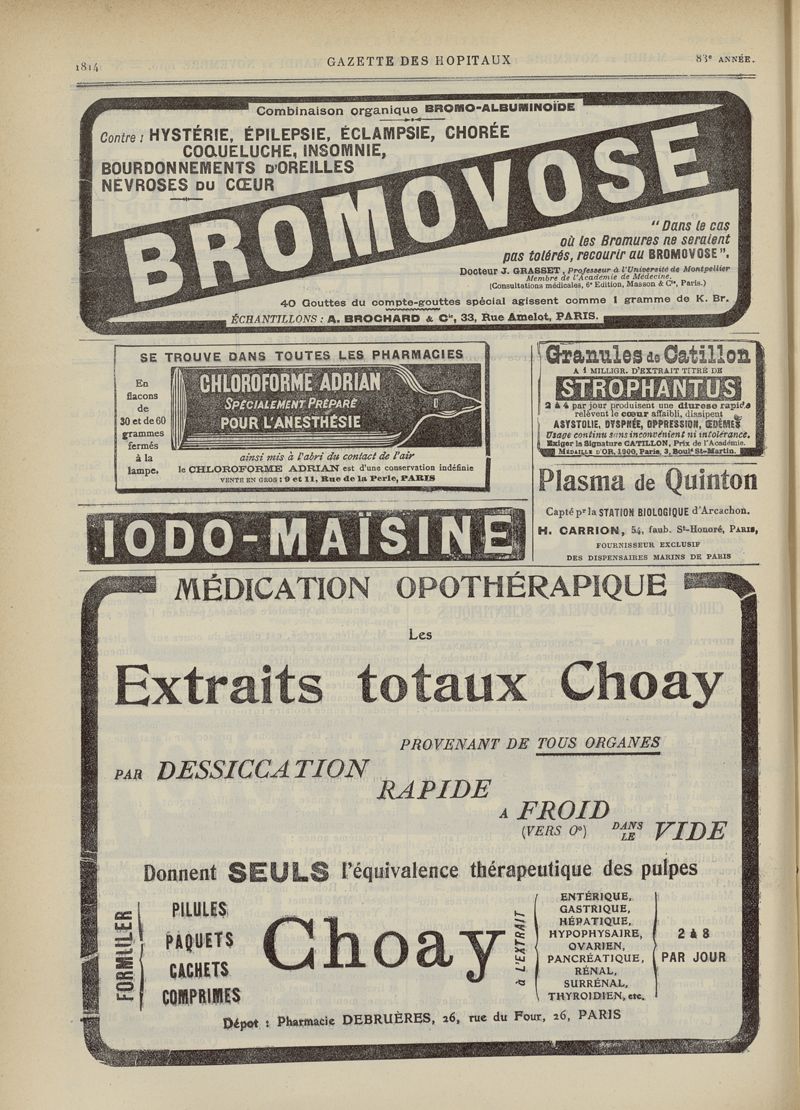 1814
GAZETTE DES HOPITAUX
83e ANNÉE.
Combinaison organique BROMO-ALBUMINOÏDE
Contre : HYSTÉRIE, ÉPILEPSIE, ÉCLAMPSIE, CHORÉE
COQUELUCHE, INSOMNIE,
BOURDONNEMENTS D'OREILLES
NÉVROSES DU CŒUR
BROMOVOSE
"Dans le cas
où les Bromures ne seraient
pas tolérés, recourir au BROMOVOSE".
Docteur J. GRASSET, Professeur à l'Université de Montpellier
Membre de l'Académie de Médecine.
(Consultations médicales, 6e Edition, Masson & Cie, Paris.)
40 Gouttes du compte-gouttes spécial agissent comme 1 gramme de K. Br.
ÉCHANTILLONS : A. BROCHARD & Cie, 33, Rue Amelot, PARIS.
SE TROUVE DANS TOUTES LES PHARMACIES
En
flacons
de
30 et de 60
grammes
fermés
à la
lampe.
CHLOROFORME ADRIAN
SPÉCIALEMENT PRÉPARÉ
POUR L'ANESTHÉSIE
ainsi mis à l'abri du contact de l'air
le CHLOROFORME ADRIAN est d'une conservation indéfinie
VENTE EN GROS : 9 et 11, Rue de la Perle, PARIS
Granules de Catillon
A 1 MILLIGR. D'EXTRAIT TITRÉ DE
STROPHANTUS
2 à 4 par jour produisent une diurèse rapide
relèvent le cœur affaibli, dissipent
ASYSTOLIE, DYSPNÉE, OPPRESSION, ŒDÈMES
Usage continu sans inconvénient ni intolérance.
Exiger la Signature CATILLON, Prix de l'Académie.
MÉDAILLE D'OR, 1900, Paris, 3, Bould St-Martin.
IODO-MAÏSINE
Plasma de Quinton
Capté pr la STATION BIOLOGIQUE d'Arcachon.
H. CARRION, 54, faub. St-Honoré, PARIS,
FOURNISSEUR EXCLUSIF
DES DISPENSAIRES MARINS DE PARIS
MÉDICATION OPOTHÉRAPIQUE
Les
Extraits totaux Choay
PROVENANT DE TOUS ORGANES
PAR DESSICCATION
RAPIDE
A FROID
(VERS 0°) DANS LE VIDE
Donnent SEULS l'équivalence thérapeutique des pulpes
FORMULER
PILULES
PAQUETS
CACHETS
COMPRIMES
Choay
à L'EXTRAIT
ENTÉRIQUE,
GASTRIQUE,
HÉPATIQUE,
HYPOPHYSAIRE,
OVARIEN,
PANCRÉATIQUE,
RÉNAL,
SURRÉNAL,
THYROIDIEN, etc.
2 à 8
PAR JOUR
Dépot : Pharmacie DEBRUÈRES, 26, rue du Four, 26, PARIS